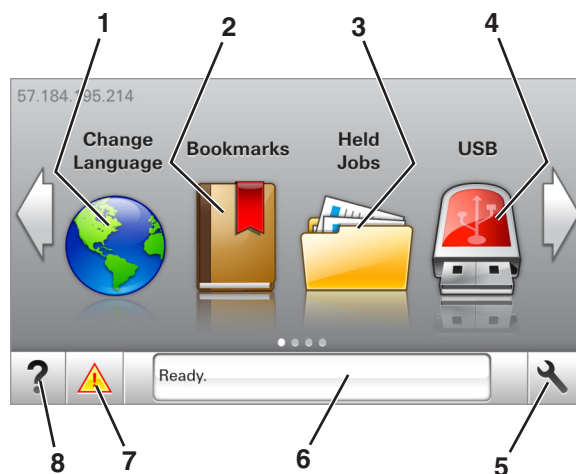 1 2 3 4
57.184.195.214
Change
Language
Bookmarks
Held
Jobs
USB
Ready.
?
8 7 6 5